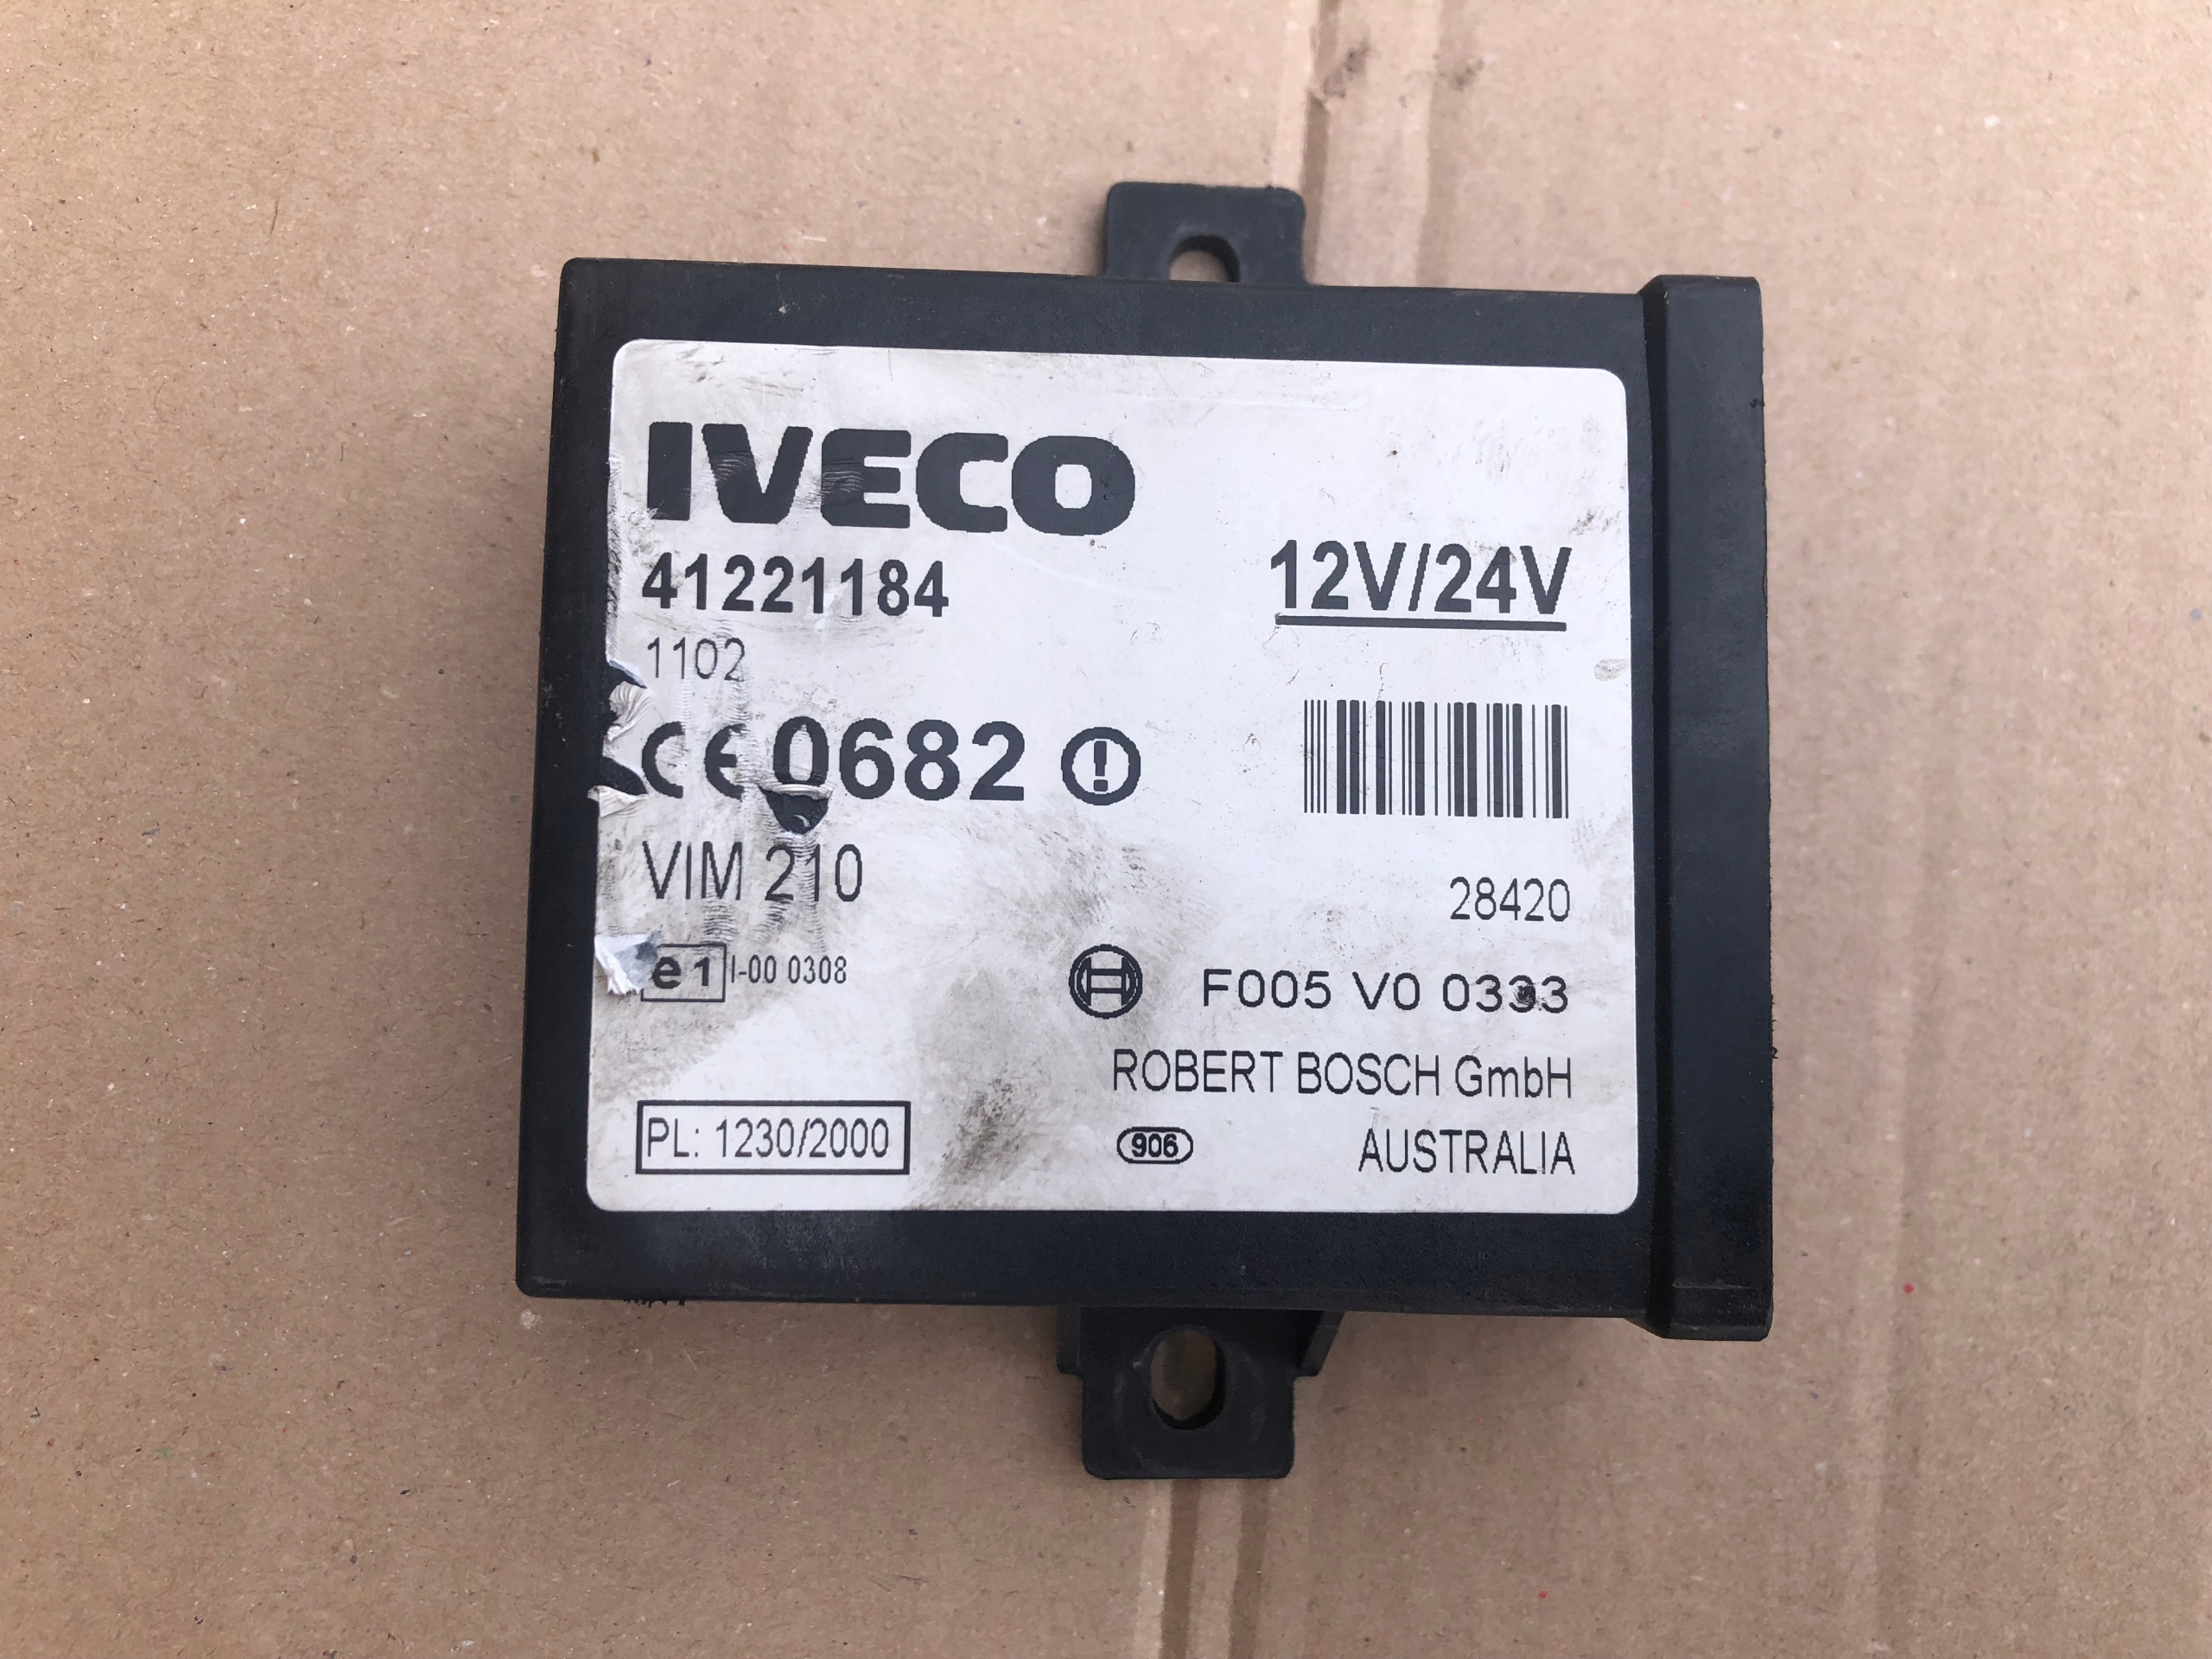 IVECO
41221184
12V/24V
1102
CE 0682 !
VIM 210
28420
e1 I-00 0308
F005 V0 0333
ROBERT BOSCH GmbH
PL: 1230/2000
906
AUSTRALIA